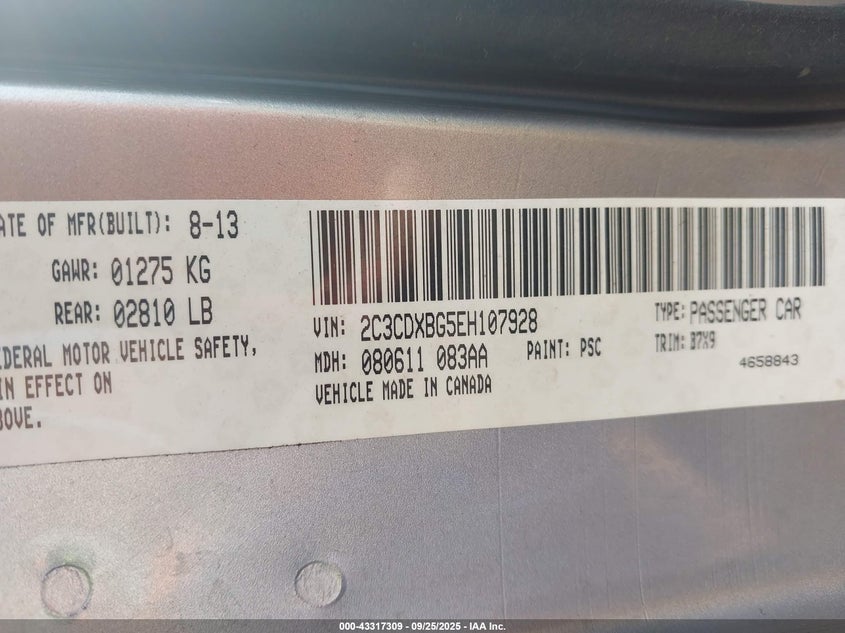 ATE OF MFR(BUILT): 8-13
GAWR: 01275 KG
REAR: 02810 LB
EDERAL MOTOR VEHICLE SAFETY,
IN EFFECT ON
BOVE.
VIN: 2C3CDXBG5EH107928
MDH: 080611 083AA PAINT: PSC
VEHICLE MADE IN CANADA
TYPE: PASSENGER CAR
TRIM: B7X9
4658843
000-43317309 - 09/25/2025 - IAA Inc.